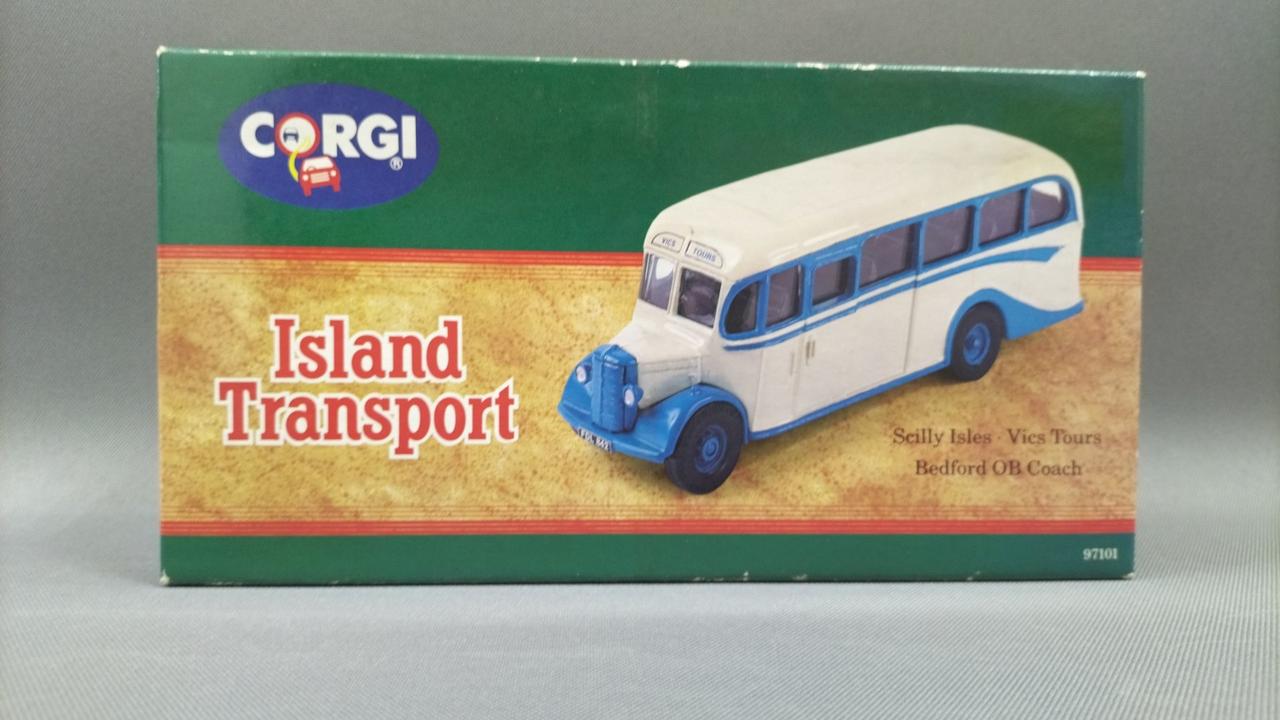 CORGI
®
VICS TOURS
Island
Transport
Scilly Isles · Vics Tours
Bedford OB Coach
97101